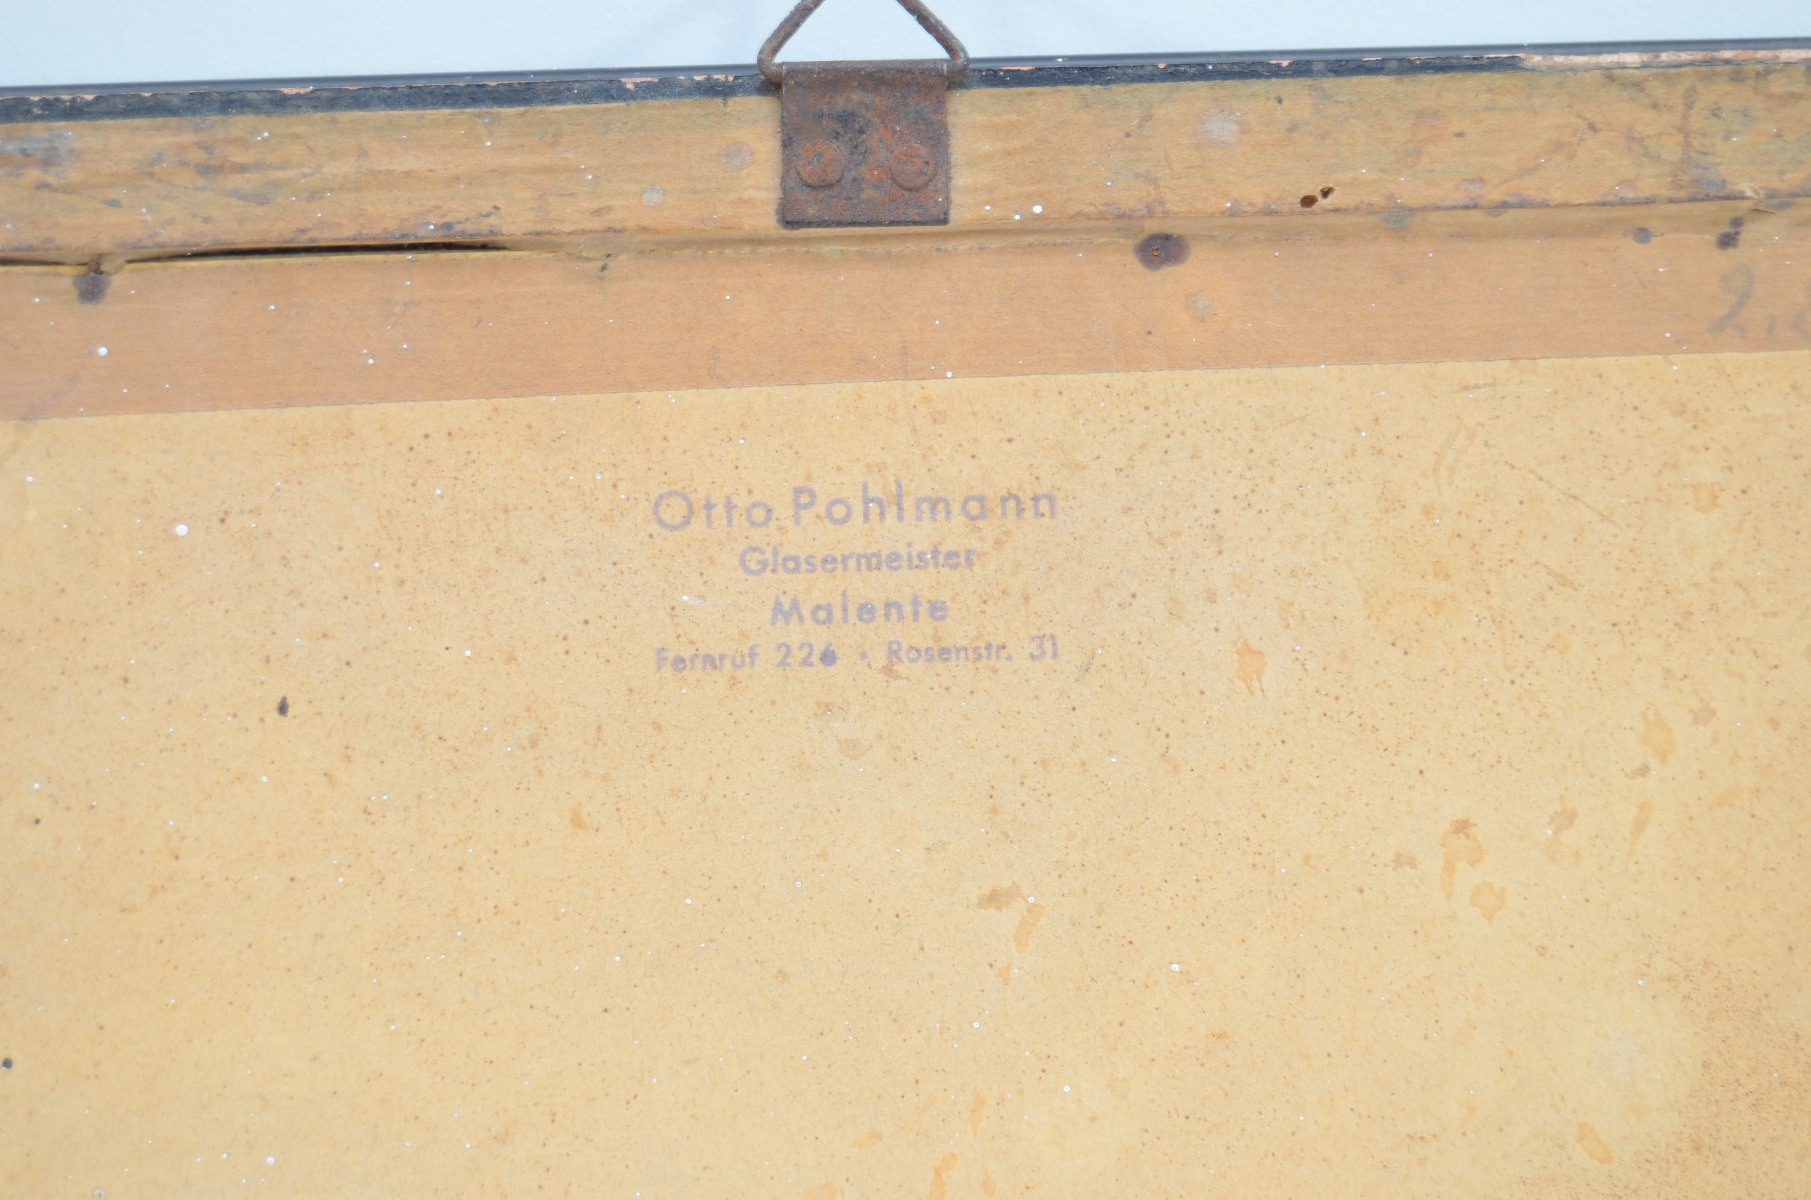 Otto Pohlmann
Glasermeister
Malente
Fernruf 226 · Rosenstr. 31